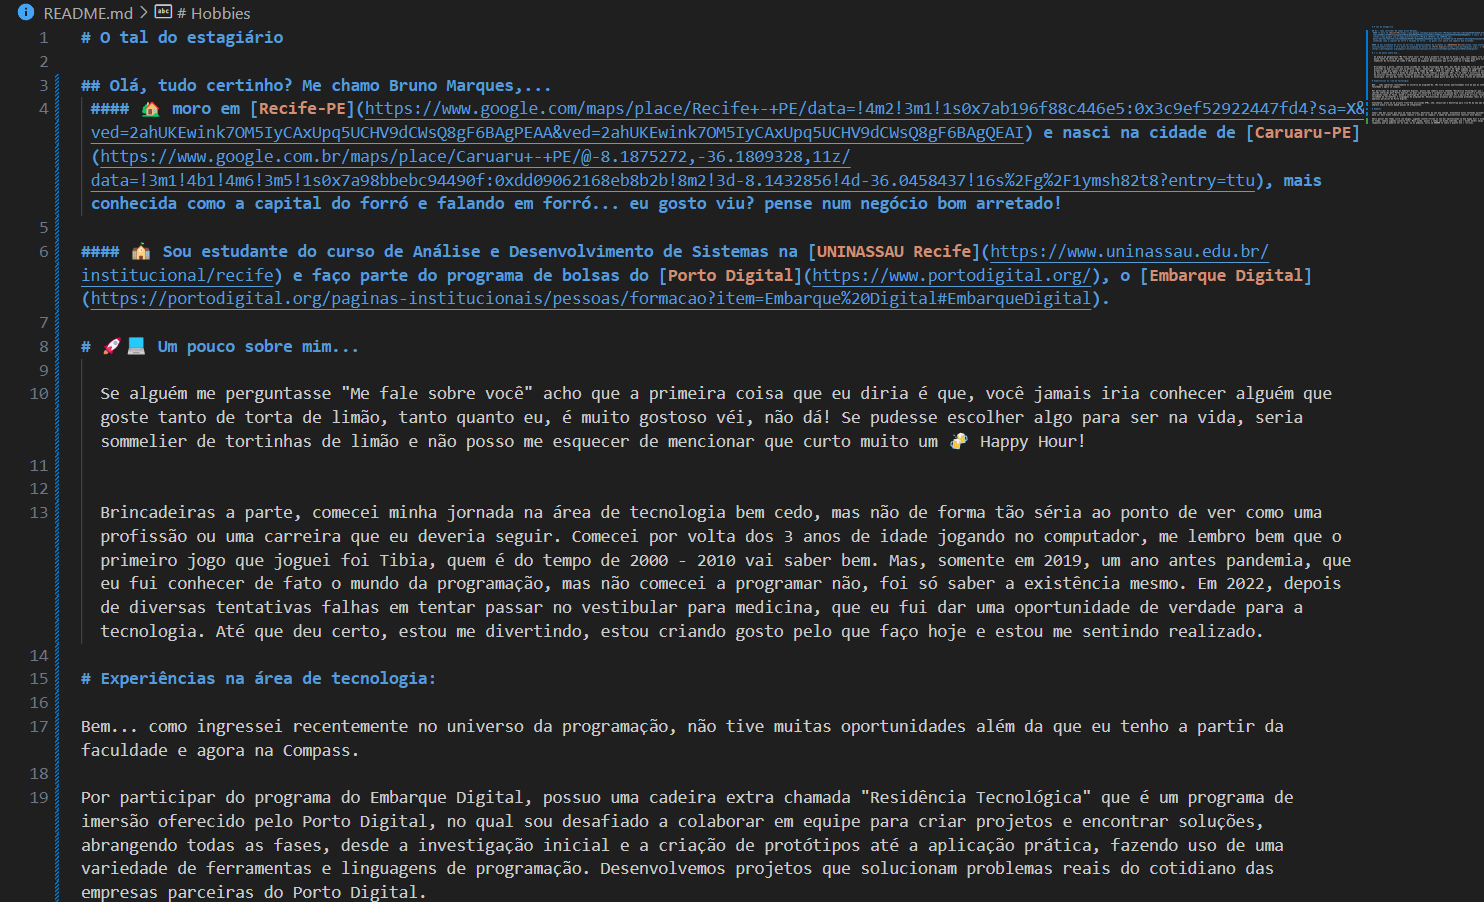 README.md > # Hobbies
1 # O tal do estagiário
2
3 ## Olá, tudo certinho? Me chamo Bruno Marques,...
4 #### 🏠 moro em [Recife-PE](https://www.google.com/maps/place/Recife+-+PE/data=!4m2!3m1!1s0x7ab196f88c446e5:0x3c9ef52922447fd4?sa=X&
ved=2ahUKEwink7OM5IyCAxUpq5UCHV9dCWsQ8gF6BAgPEAA&ved=2ahUKEwink7OM5IyCAxUpq5UCHV9dCWsQ8gF6BAgQEAI) e nasci na cidade de [Caruaru-PE]
(https://www.google.com.br/maps/place/Caruaru+-+PE/@-8.1875272,-36.1809328,11z/
data=!3m1!4b1!4m6!3m5!1s0x7a98bbebc94490f:0xdd09062168eb8b2b!8m2!3d-8.1432856!4d-36.0458437!16s%2Fg%2F1ymsh82t8?entry=ttu), mais
conhecida como a capital do forró e falando em forró... eu gosto viu? pense num negócio bom arretado!
5
6 #### 🏫 Sou estudante do curso de Análise e Desenvolvimento de Sistemas na [UNINASSAU Recife](https://www.uninassau.edu.br/
institucional/recife) e faço parte do programa de bolsas do [Porto Digital](https://www.portodigital.org/), o [Embarque Digital]
(https://portodigital.org/paginas-institucionais/pessoas/formacao?item=Embarque%20Digital#EmbarqueDigital).
7
8 # 🚀💻 Um pouco sobre mim...
9
10 Se alguém me perguntasse "Me fale sobre você" acho que a primeira coisa que eu diria é que, você jamais iria conhecer alguém que
goste tanto de torta de limão, tanto quanto eu, é muito gostoso véi, não dá! Se pudesse escolher algo para ser na vida, seria
sommelier de tortinhas de limão e não posso me esquecer de mencionar que curto muito um 🍻 Happy Hour!
11
12
13 Brincadeiras a parte, comecei minha jornada na área de tecnologia bem cedo, mas não de forma tão séria ao ponto de ver como uma
profissão ou uma carreira que eu deveria seguir. Comecei por volta dos 3 anos de idade jogando no computador, me lembro bem que o
primeiro jogo que joguei foi Tibia, quem é do tempo de 2000 - 2010 vai saber bem. Mas, somente em 2019, um ano antes pandemia, que
eu fui conhecer de fato o mundo da programação, mas não comecei a programar não, foi só saber a existência mesmo. Em 2022, depois
de diversas tentativas falhas em tentar passar no vestibular para medicina, que eu fui dar uma oportunidade de verdade para a
tecnologia. Até que deu certo, estou me divertindo, estou criando gosto pelo que faço hoje e estou me sentindo realizado.
14
15 # Experiências na área de tecnologia:
16
17 Bem... como ingressei recentemente no universo da programação, não tive muitas oportunidades além da que eu tenho a partir da
faculdade e agora na Compass.
18
19 Por participar do programa do Embarque Digital, possuo uma cadeira extra chamada "Residência Tecnológica" que é um programa de
imersão oferecido pelo Porto Digital, no qual sou desafiado a colaborar em equipe para criar projetos e encontrar soluções,
abrangendo todas as fases, desde a investigação inicial e a criação de protótipos até a aplicação prática, fazendo uso de uma
variedade de ferramentas e linguagens de programação. Desenvolvemos projetos que solucionam problemas reais do cotidiano das
empresas parceiras do Porto Digital.